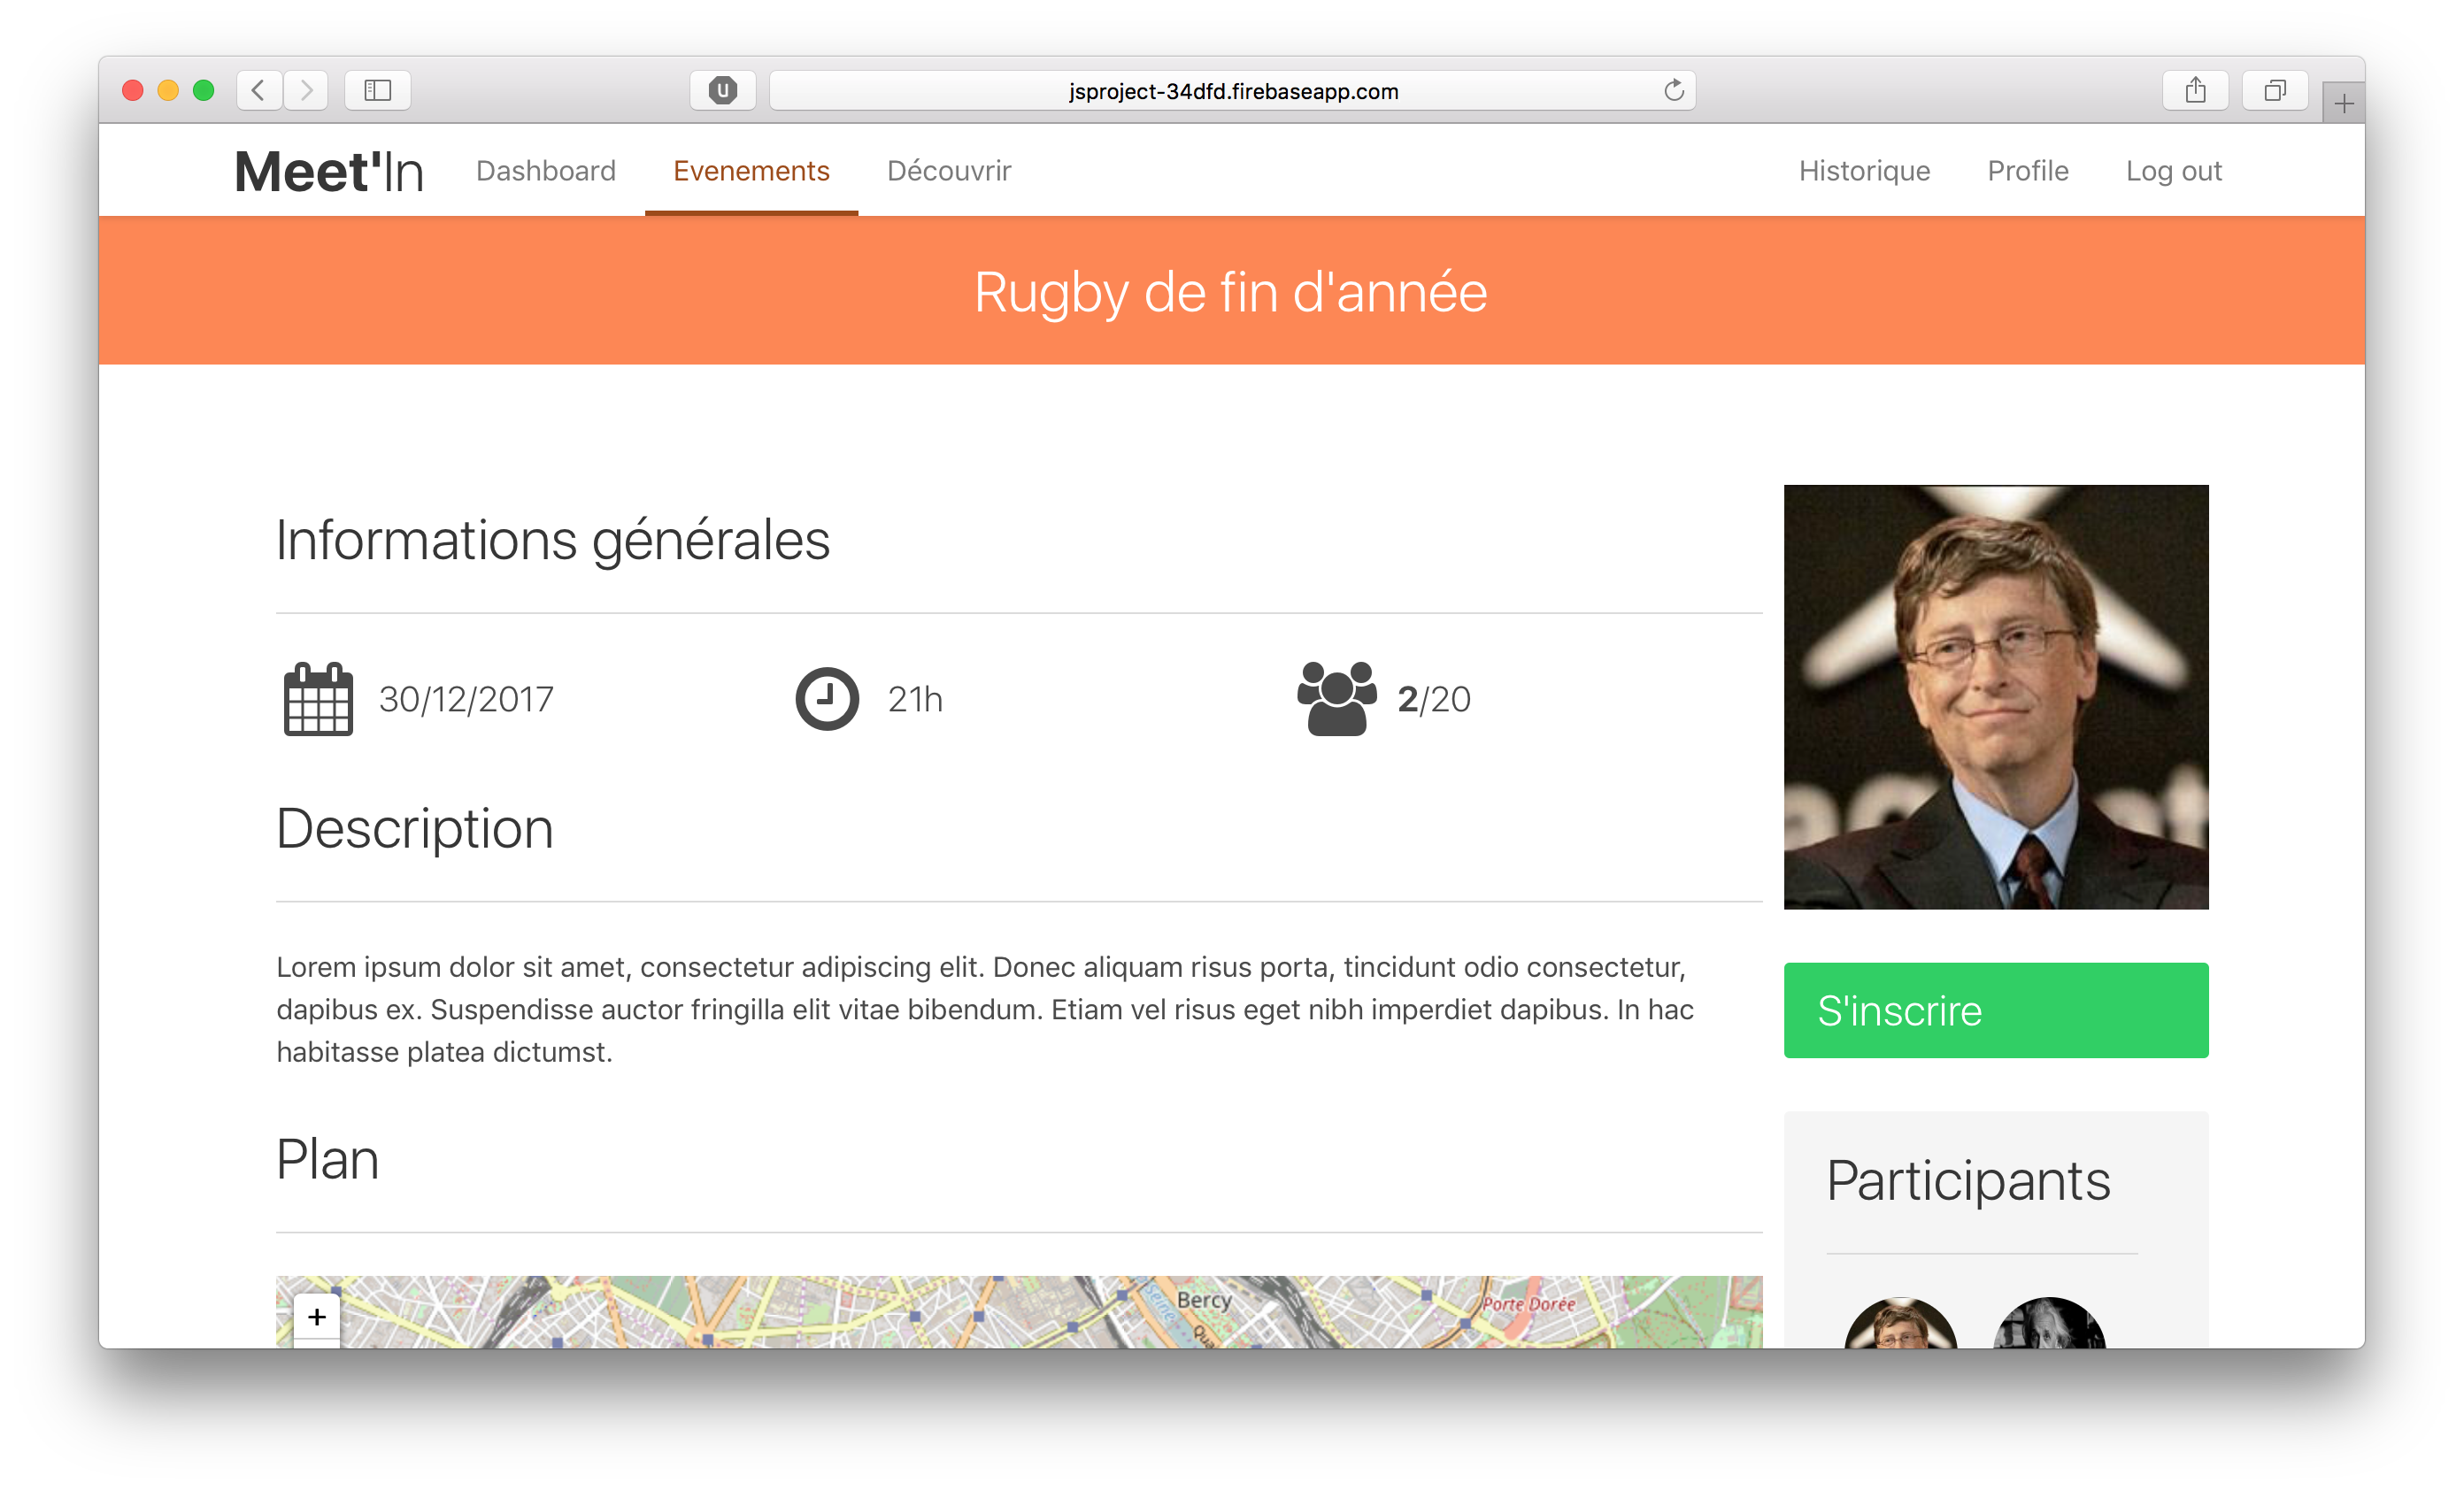 jsproject-34dfd.firebaseapp.com
Meet'In Dashboard Evenements Découvrir Historique Profile Log out
Rugby de fin d'année
Informations générales
30/12/2017 21h 2/20
Description
Lorem ipsum dolor sit amet, consectetur adipiscing elit. Donec aliquam risus porta, tincidunt odio consectetur,
dapibus ex. Suspendisse auctor fringilla elit vitae bibendum. Etiam vel risus eget nibh imperdiet dapibus. In hac
habitasse platea dictumst.
S'inscrire
Plan
Participants
+
Seine
Bercy
Porte Dorée